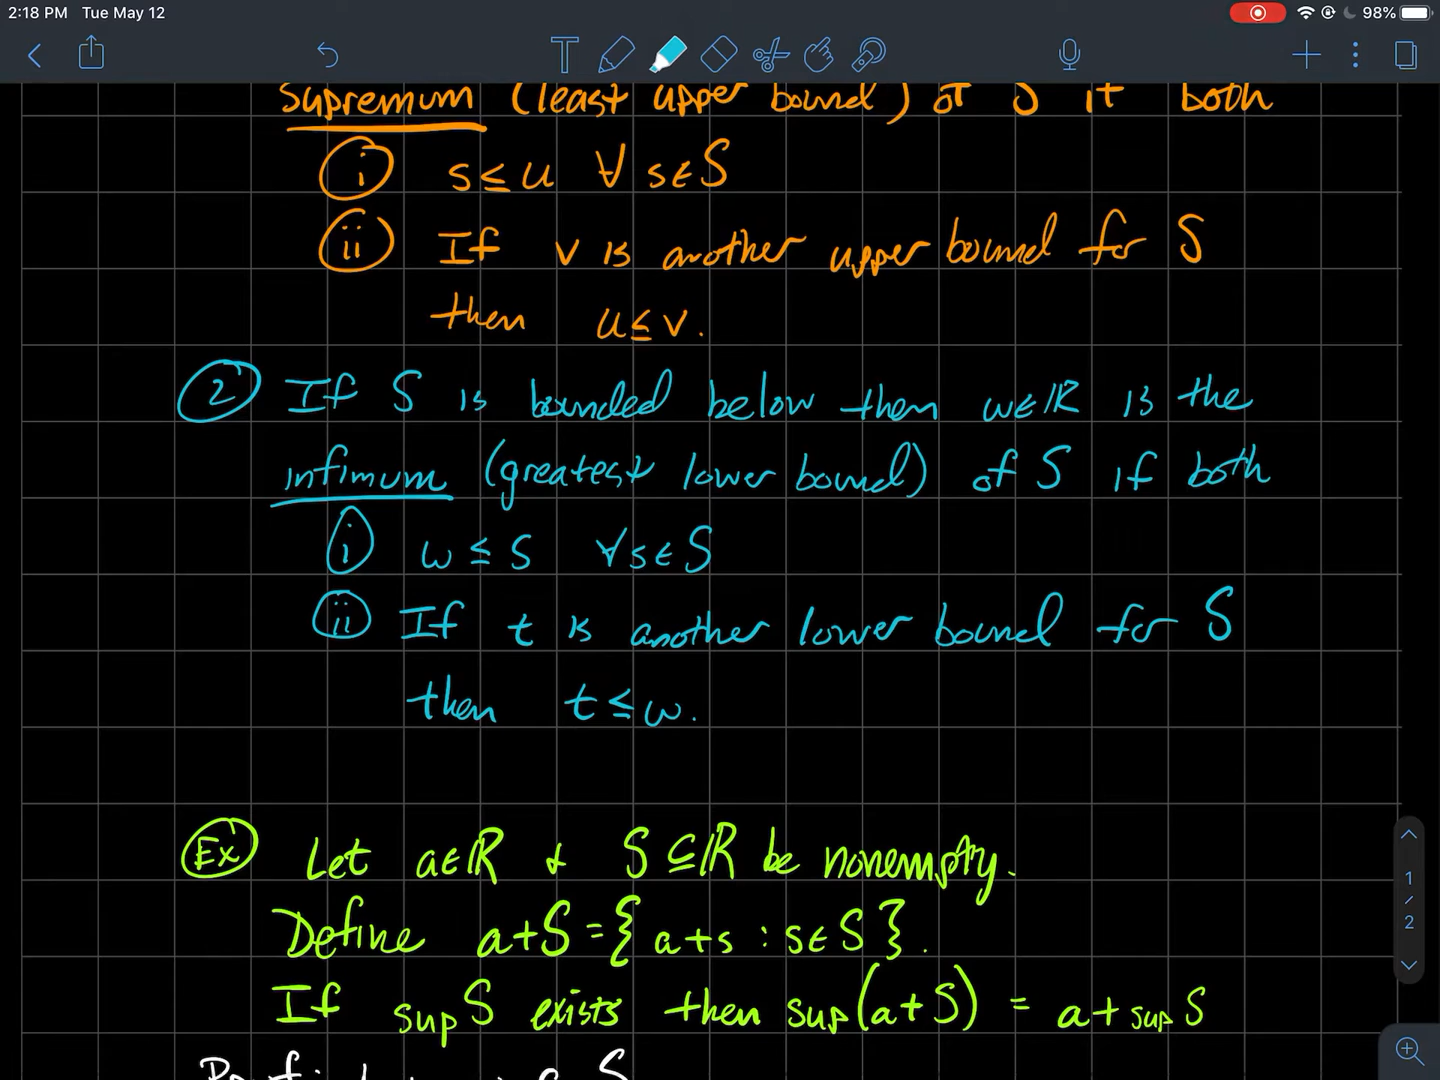 2:18 PM Tue May 12
98%
T
Supremum (least upper bound) of S if both
i s ≤ u ∀ s∈S
ii If v is another upper bound for S
then u ≤ v.
2 If S is bounded below then w∈ℝ is the
infimum (greatest lower bound) of S if both
i w ≤ s ∀s∈S
ii If t is another lower bound for S
then t ≤ w.
Ex Let a∈ℝ & S ⊆ ℝ be nonempty.
Define a+S = { a+s : s∈S }.
If sup S exists then sup(a+S) = a + sup S
1
/
2